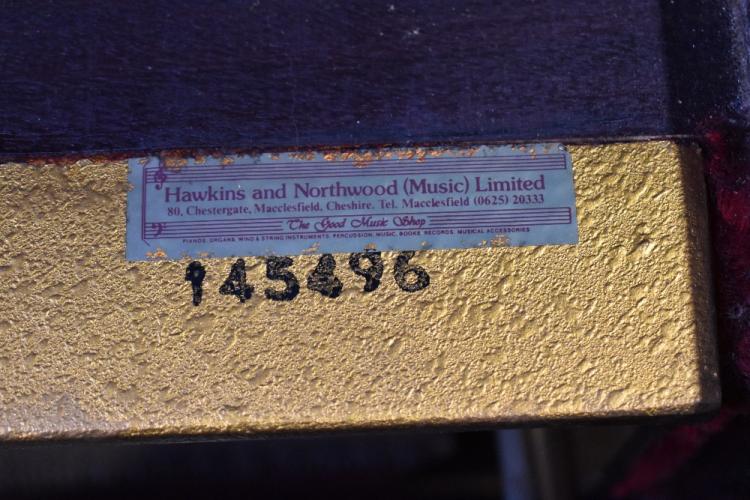 Hawkins and Northwood (Music) Limited
80, Chestergate, Macclesfield, Cheshire. Tel. Macclesfield (0625) 20333
The Good Music Shop
PIANOS, ORGANS, WIND & STRING INSTRUMENTS, PERCUSSION, MUSIC, BOOKS, RECORDS, MUSICAL ACCESSORIES
145496